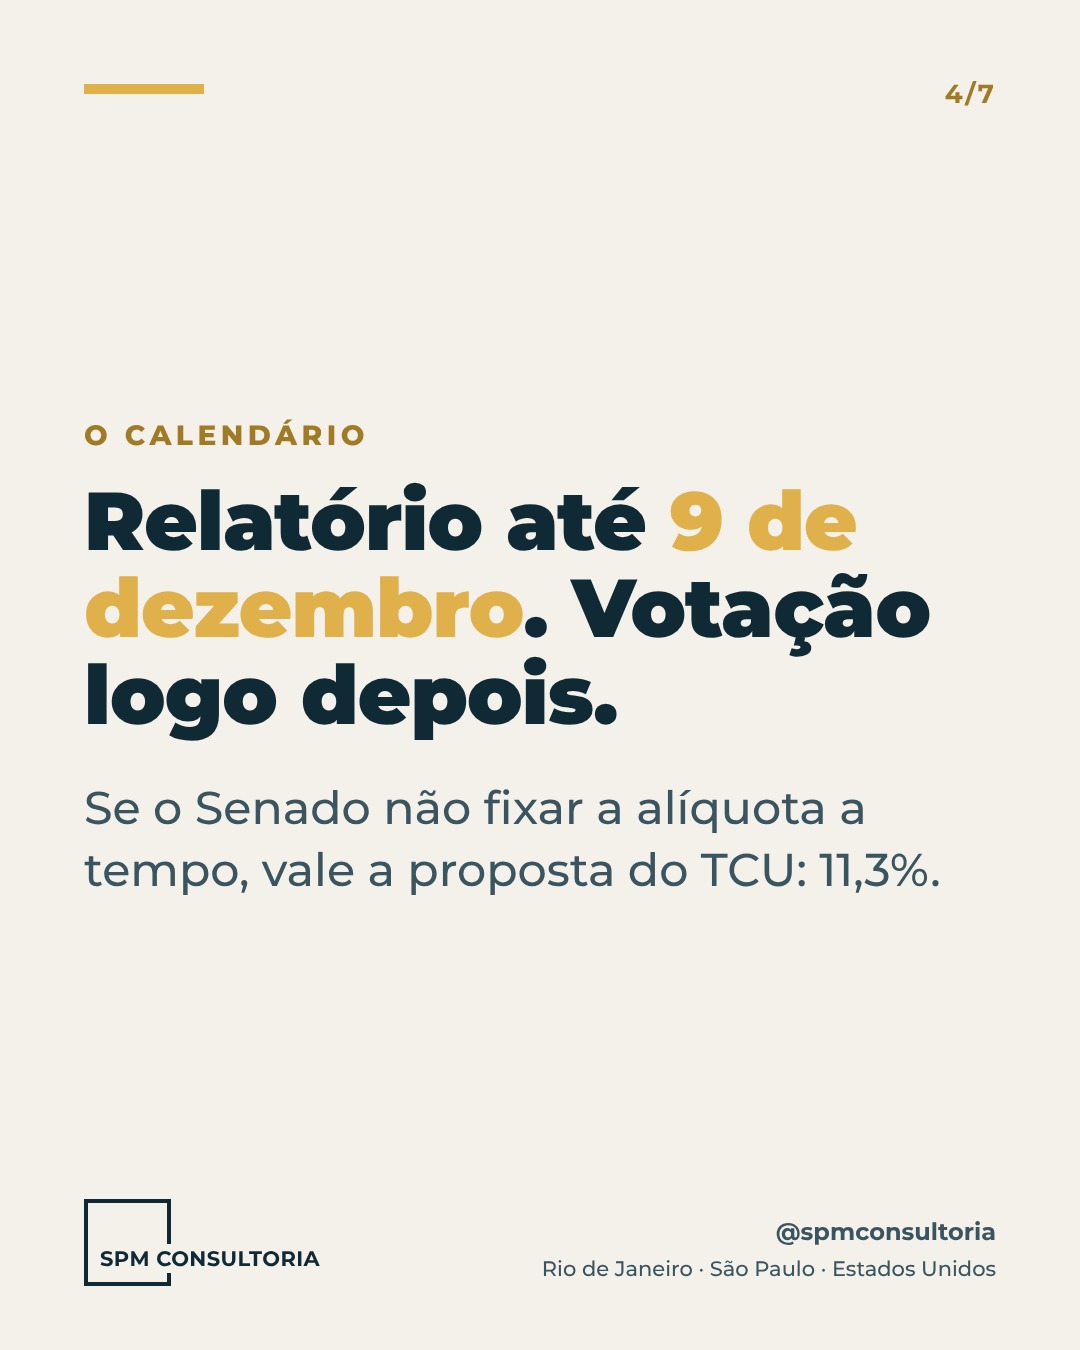 4/7
O CALENDÁRIO
Relatório até 9 de
dezembro. Votação
logo depois.
Se o Senado não fixar a alíquota a
tempo, vale a proposta do TCU: 11,3%.
SPM CONSULTORIA
@spmconsultoria
Rio de Janeiro · São Paulo · Estados Unidos